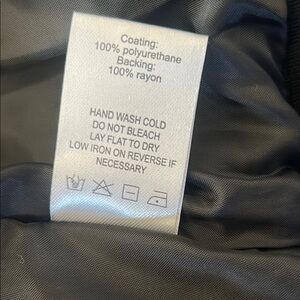 Coating:
100% polyurethane
Backing:
100% rayon
HAND WASH COLD
DO NOT BLEACH
LAY FLAT TO DRY
LOW IRON ON REVERSE IF
NECESSARY